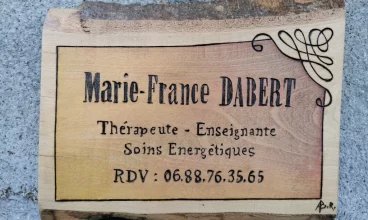 Marie-France DABERT
Thérapeute - Enseignante
Soins Energétiques
RDV : 06.88.76.35.65